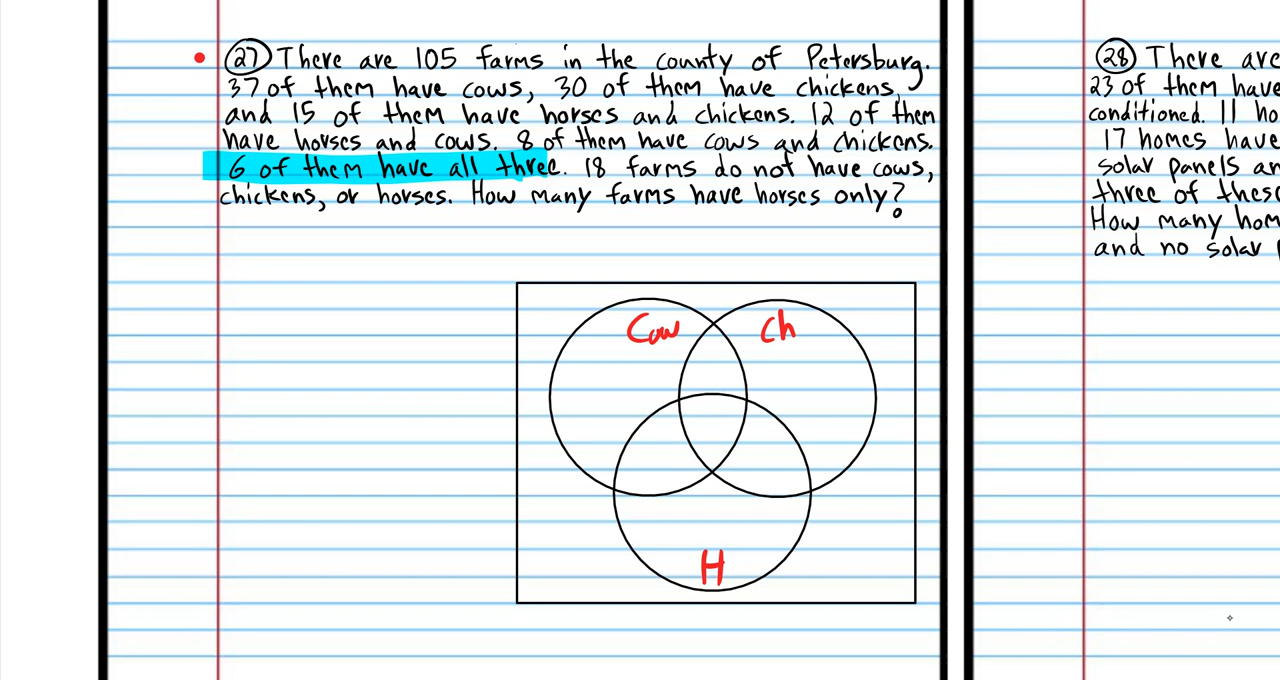 27 There are 105 farms in the county of Petersburg.
37 of them have cows, 30 of them have chickens,
and 15 of them have horses and chickens. 12 of them
have horses and cows. 8 of them have cows and chickens.
6 of them have all three. 18 farms do not have cows,
chickens, or horses. How many farms have horses only?
Cow Ch
H
28 There are
23 of them have
conditioned. 11 ho
17 homes have
solar panels an
three of these
How many hom
and no solar